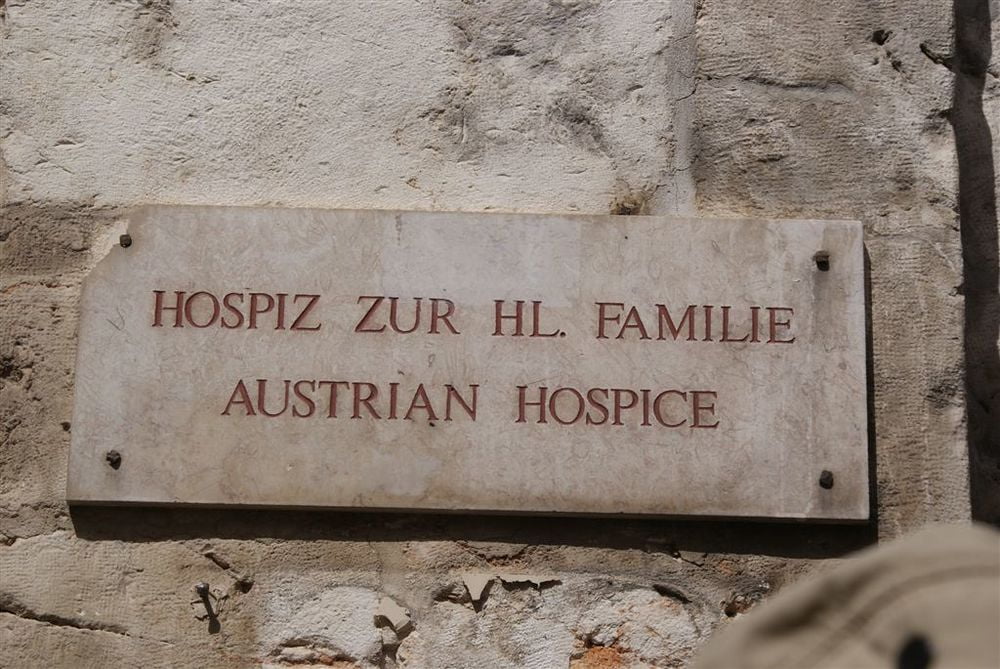 HOSPIZ ZUR HL. FAMILIE
AUSTRIAN HOSPICE